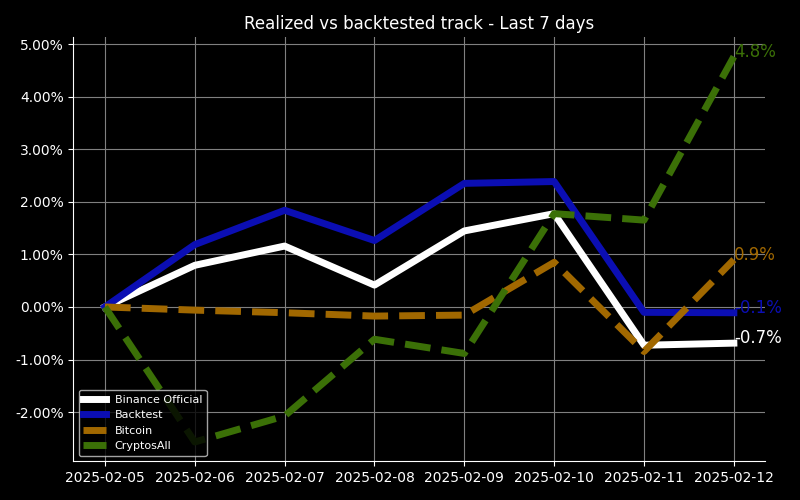 Realized vs backtested track - Last 7 days
5.00%
4.00%
3.00%
2.00%
1.00%
0.00%
-1.00%
-2.00%
4.8%
0.9%
-0.1%
-0.7%
Binance Official
Backtest
Bitcoin
CryptosAll
2025-02-05 2025-02-06 2025-02-07 2025-02-08 2025-02-09 2025-02-10 2025-02-11 2025-02-12